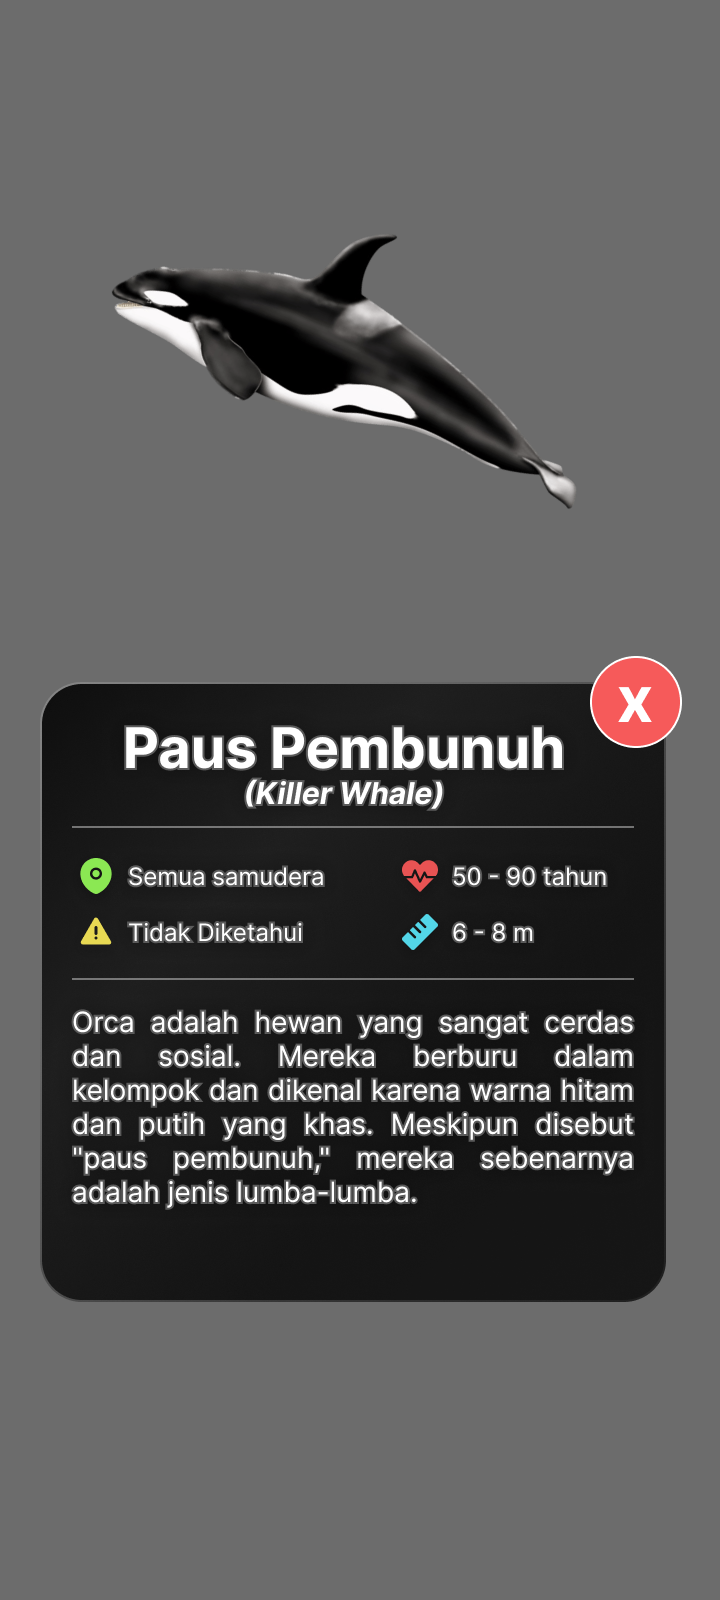 X
Paus Pembunuh
(Killer Whale)
Semua samudera
50 - 90 tahun
Tidak Diketahui
6 - 8 m
Orca adalah hewan yang sangat cerdas
dan sosial. Mereka berburu dalam
kelompok dan dikenal karena warna hitam
dan putih yang khas. Meskipun disebut
"paus pembunuh," mereka sebenarnya
adalah jenis lumba-lumba.